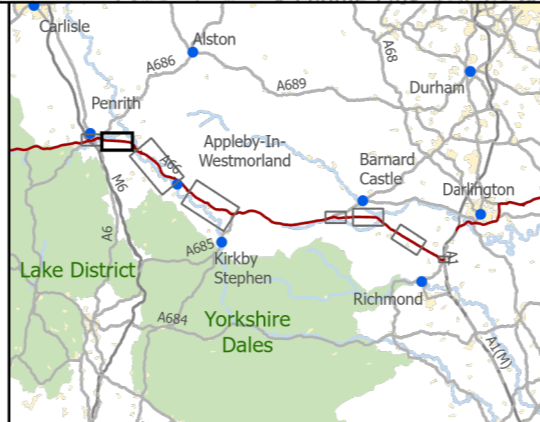 Carlisle
Alston
A686
A68
A689
Durham
Penrith
Appleby-In-
Westmorland
A66
Barnard
Castle
Darlington
M6
A6
A685
Kirkby
Stephen
Lake District
A1
Richmond
A684
Yorkshire
Dales
A1(M)